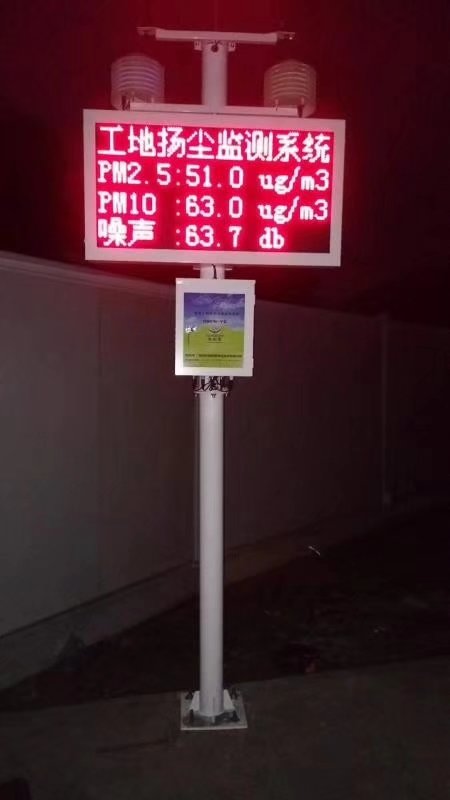 工地扬尘监测系统
PM2.5:51.0 ug/m3
PM10 :63.0 ug/m3
噪声 :63.7 db